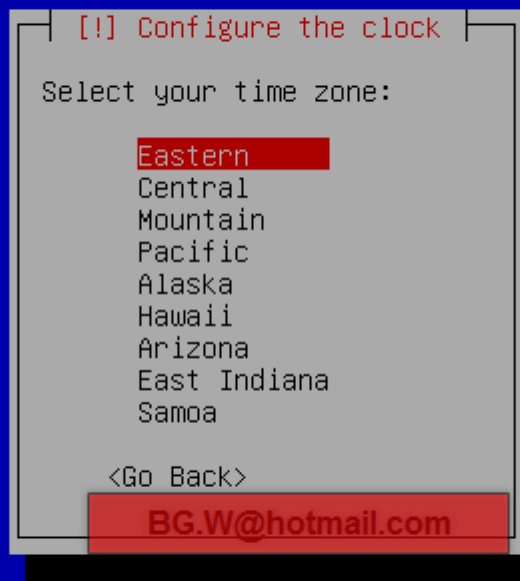 [!] Configure the clock
Select your time zone:
Eastern
Central
Mountain
Pacific
Alaska
Hawaii
Arizona
East Indiana
Samoa
<Go Back>
BG.W@hotmail.com